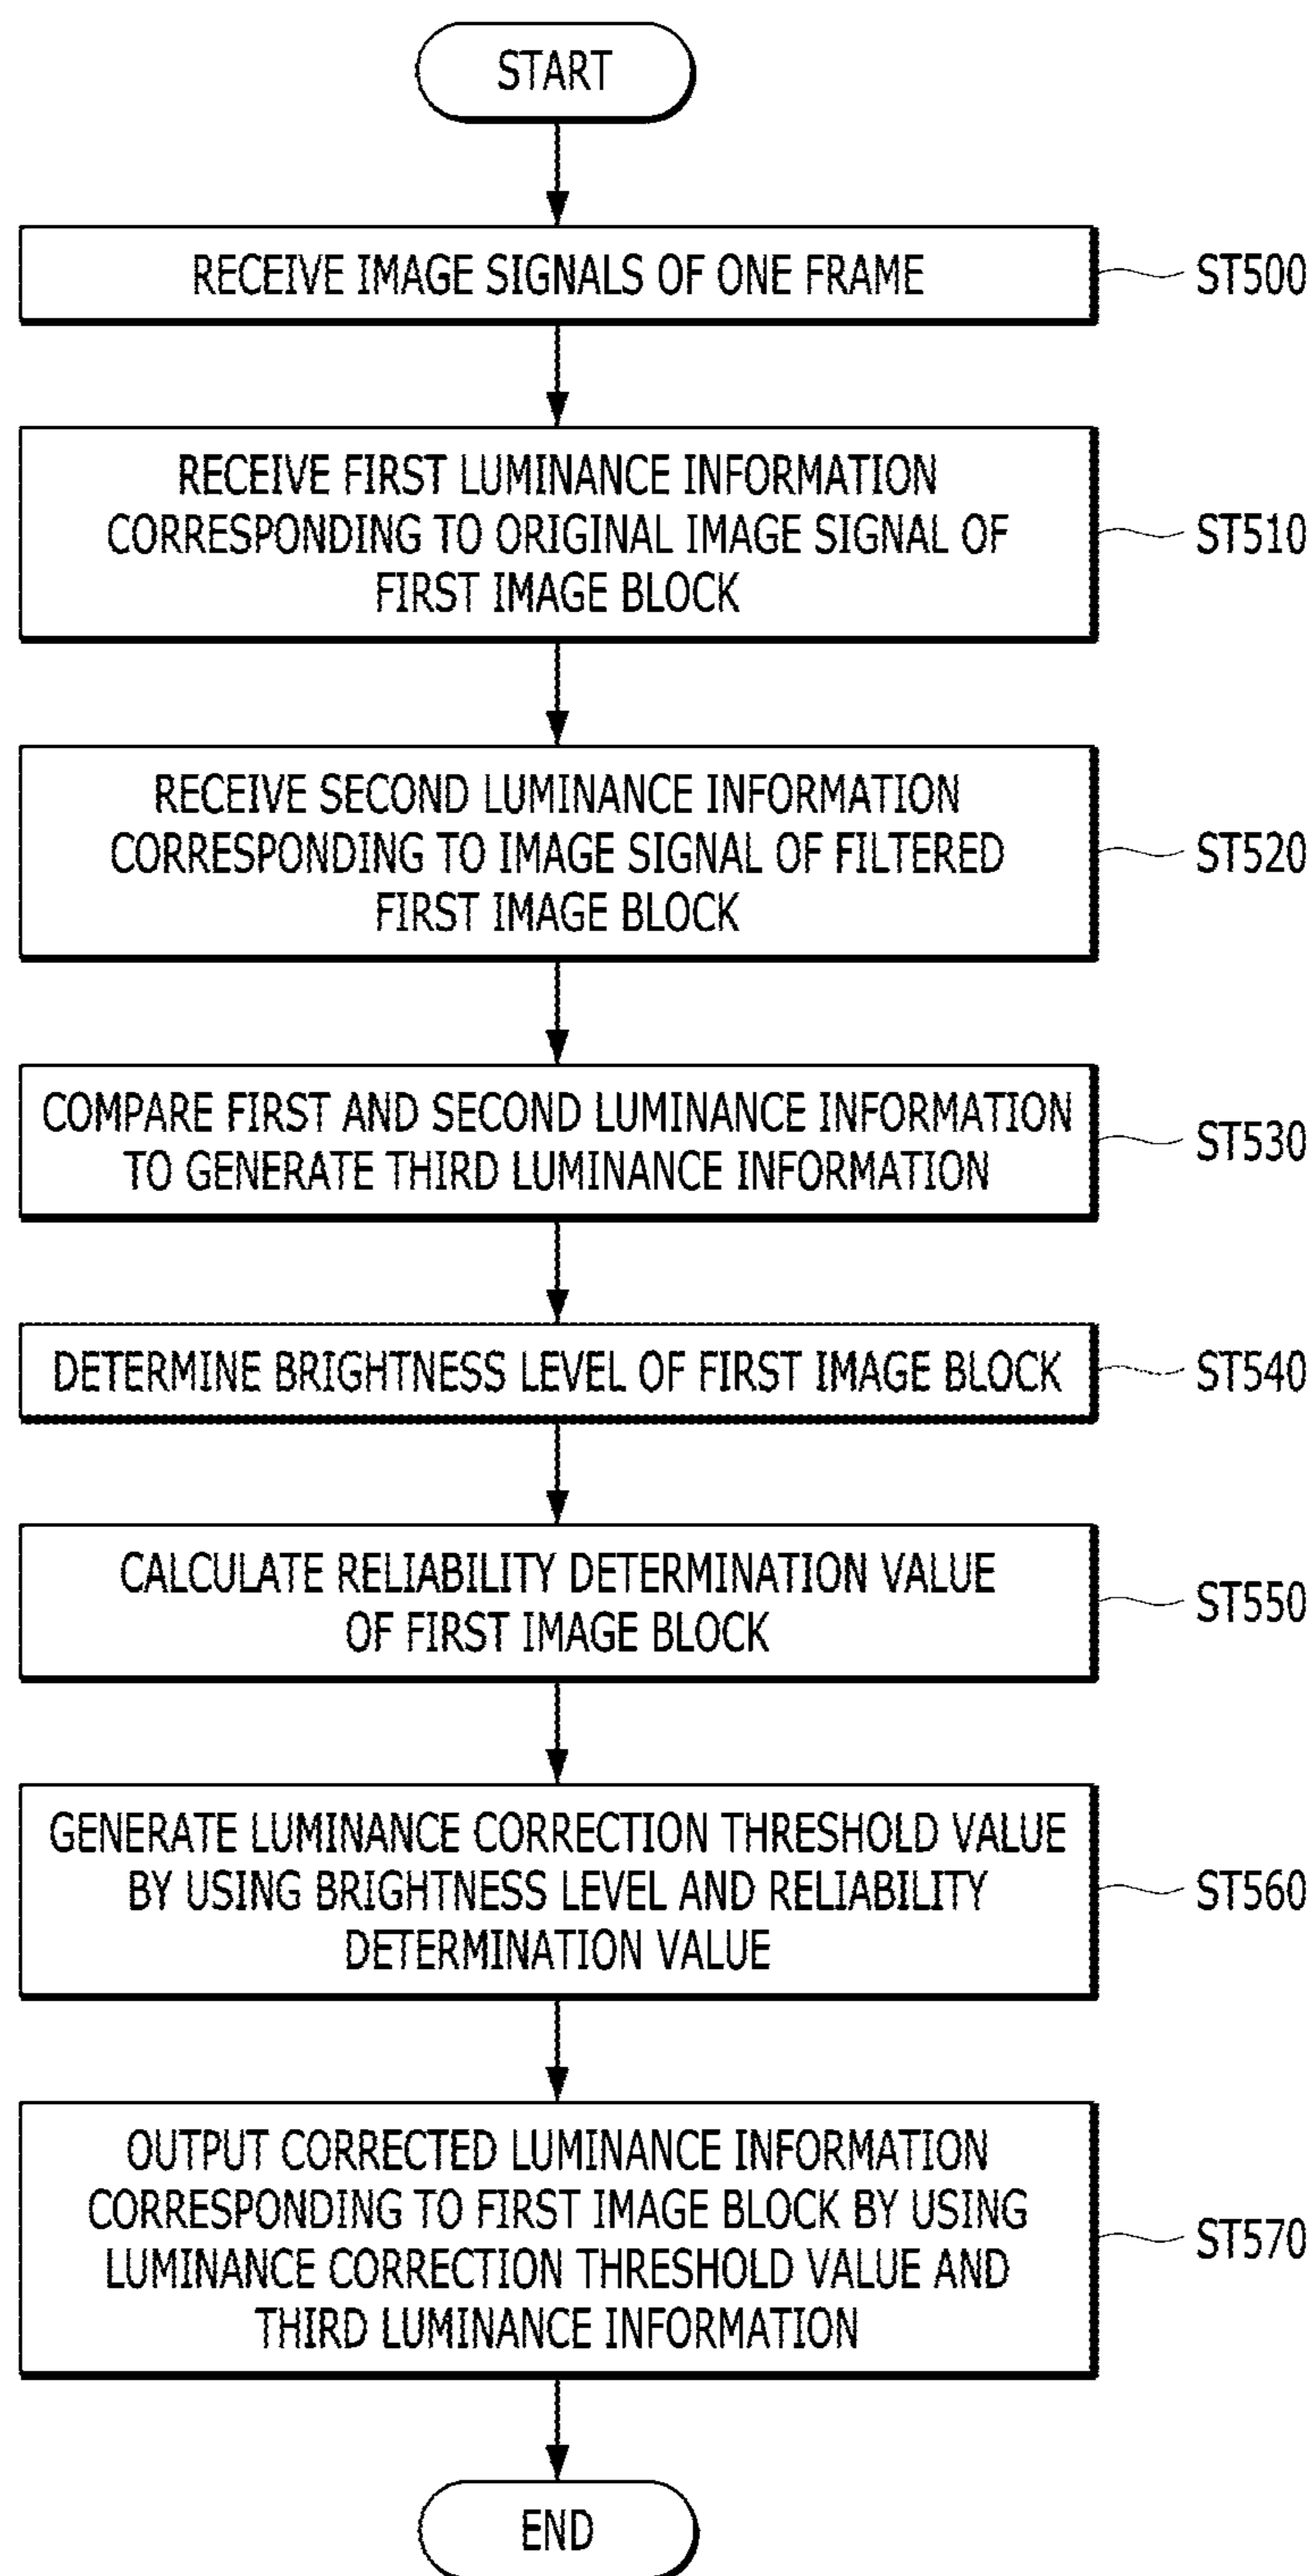 START
RECEIVE IMAGE SIGNALS OF ONE FRAME
ST500
RECEIVE FIRST LUMINANCE INFORMATION
CORRESPONDING TO ORIGINAL IMAGE SIGNAL OF
FIRST IMAGE BLOCK
ST510
RECEIVE SECOND LUMINANCE INFORMATION
CORRESPONDING TO IMAGE SIGNAL OF FILTERED
FIRST IMAGE BLOCK
ST520
COMPARE FIRST AND SECOND LUMINANCE INFORMATION
TO GENERATE THIRD LUMINANCE INFORMATION
ST530
DETERMINE BRIGHTNESS LEVEL OF FIRST IMAGE BLOCK
ST540
CALCULATE RELIABILITY DETERMINATION VALUE
OF FIRST IMAGE BLOCK
ST550
GENERATE LUMINANCE CORRECTION THRESHOLD VALUE
BY USING BRIGHTNESS LEVEL AND RELIABILITY
DETERMINATION VALUE
ST560
OUTPUT CORRECTED LUMINANCE INFORMATION
CORRESPONDING TO FIRST IMAGE BLOCK BY USING
LUMINANCE CORRECTION THRESHOLD VALUE AND
THIRD LUMINANCE INFORMATION
ST570
END